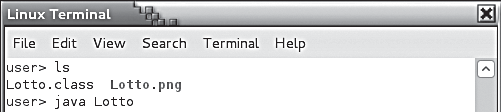 Linux Terminal
File Edit View Search Terminal Help
user> ls
Lotto.class Lotto.png
user> java Lotto